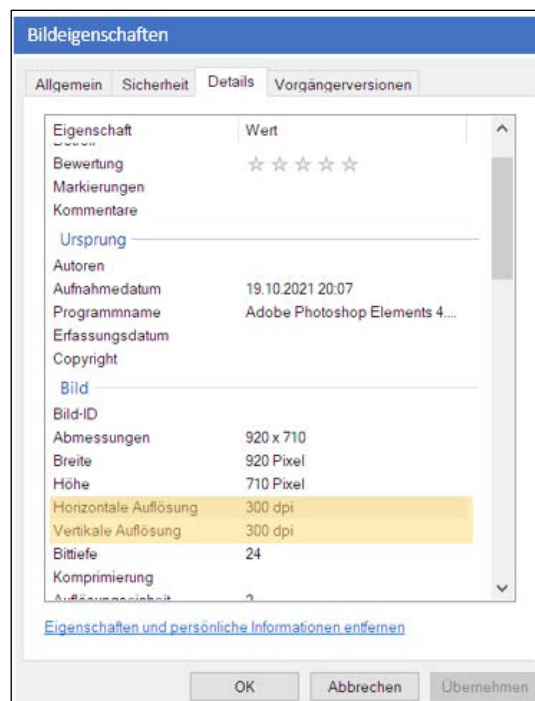 Bildeigenschaften
Allgemein Sicherheit Details Vorgängerversionen
Eigenschaft Wert
Bewertung
Markierungen
Kommentare
Ursprung
Autoren
Aufnahmedatum 19.10.2021 20:07
Programmname Adobe Photoshop Elements 4....
Erfassungsdatum
Copyright
Bild
Bild-ID
Abmessungen 920 x 710
Breite 920 Pixel
Höhe 710 Pixel
Horizontale Auflösung 300 dpi
Vertikale Auflösung 300 dpi
Bittiefe 24
Komprimierung
Eigenschaften und persönliche Informationen entfernen
OK Abbrechen Übernehmen